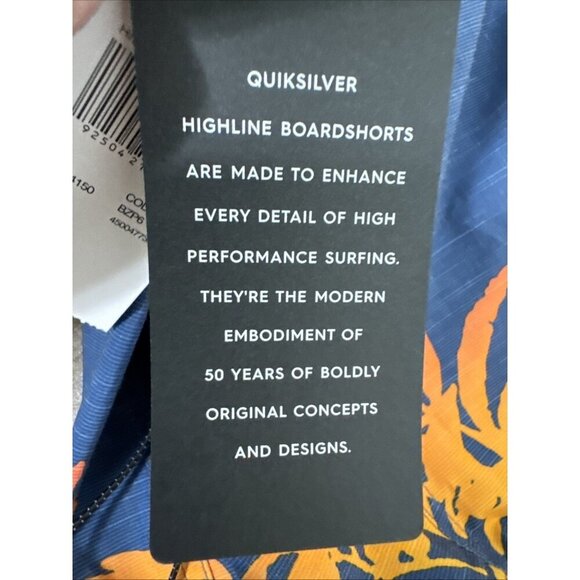 QUIKSILVER
HIGHLINE BOARDSHORTS
ARE MADE TO ENHANCE
EVERY DETAIL OF HIGH
PERFORMANCE SURFING.
THEY'RE THE MODERN
EMBODIMENT OF
50 YEARS OF BOLDLY
ORIGINAL CONCEPTS
AND DESIGNS.